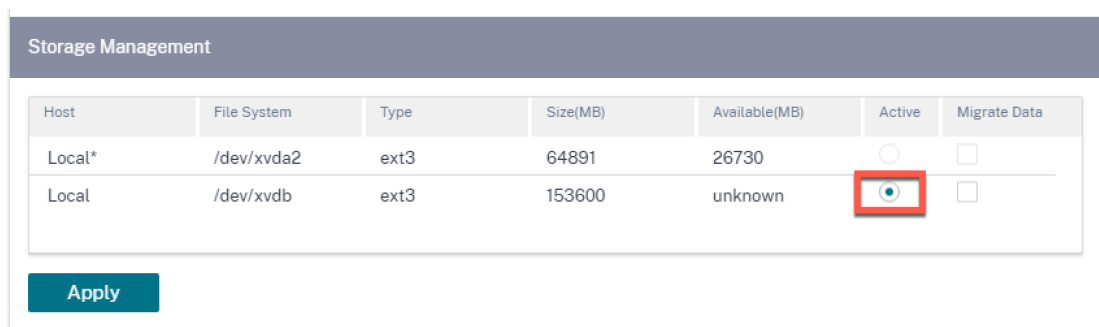 Storage Management
Host File System Type Size(MB) Available(MB) Active Migrate Data
Local* /dev/xvda2 ext3 64891 26730
Local /dev/xvdb ext3 153600 unknown
Apply